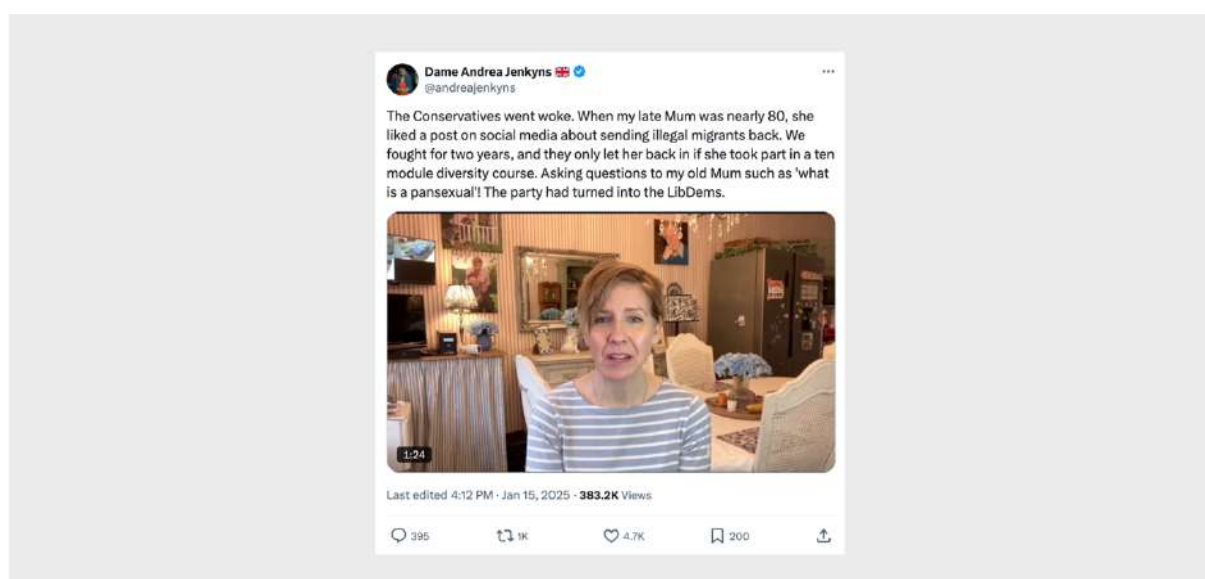 Dame Andrea Jenkyns 🇬🇧
@andreajenkyns
The Conservatives went woke. When my late Mum was nearly 80, she
liked a post on social media about sending illegal migrants back. We
fought for two years, and they only let her back in if she took part in a ten
module diversity course. Asking questions to my old Mum such as 'what
is a pansexual'! The party had turned into the LibDems.
1:24
Last edited 4:12 PM · Jan 15, 2025 · 383.2K Views
395 1K 4.7K 200